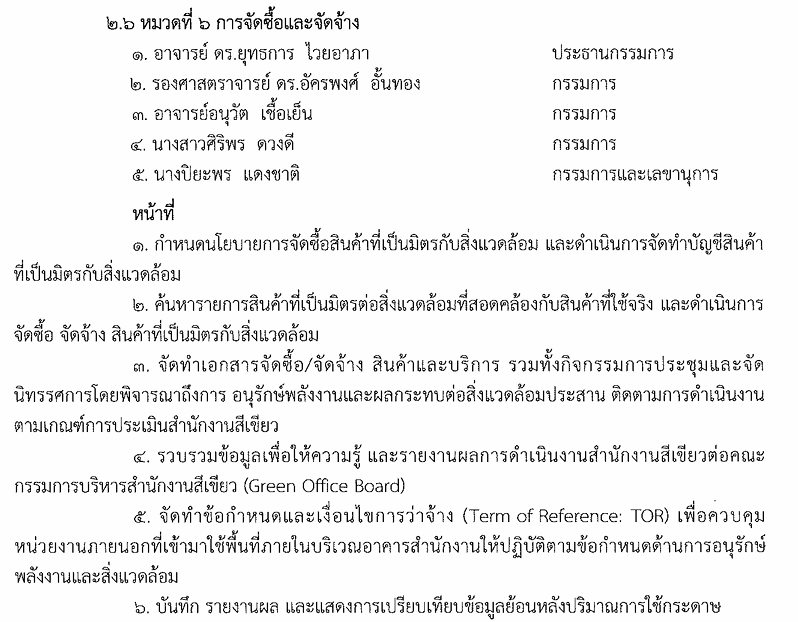 ๒.๖ หมวดที่ ๖ การจัดซื้อและจัดจ้าง
๑. อาจารย์ ดร.ยุทธการ ไวยอาภา ประธานกรรมการ
๒. รองศาสตราจารย์ ดร.อัครพงศ์ อั้นทอง กรรมการ
๓. อาจารย์อนุวัต เชื้อเย็น กรรมการ
๔. นางสาวศิริพร ดวงดี กรรมการ
๕. นางปิยะพร แดงชาติ กรรมการและเลขานุการ
หน้าที่
๑. กำหนดนโยบายการจัดซื้อสินค้าที่เป็นมิตรกับสิ่งแวดล้อม และดำเนินการจัดทำบัญชีสินค้า
ที่เป็นมิตรกับสิ่งแวดล้อม
๒. ค้นหารายการสินค้าที่เป็นมิตรต่อสิ่งแวดล้อมที่สอดคล้องกับสินค้าที่ใช้จริง และดำเนินการ
จัดซื้อ จัดจ้าง สินค้าที่เป็นมิตรกับสิ่งแวดล้อม
๓. จัดทำเอกสารจัดซื้อ/จัดจ้าง สินค้าและบริการ รวมทั้งกิจกรรมการประชุมและจัด
นิทรรศการโดยพิจารณาถึงการ อนุรักษ์พลังงานและผลกระทบต่อสิ่งแวดล้อมประสาน ติดตามการดำเนินงาน
ตามเกณฑ์การประเมินสำนักงานสีเขียว
๔. รวบรวมข้อมูลเพื่อให้ความรู้ และรายงานผลการดำเนินงานสำนักงานสีเขียวต่อคณะ
กรรมการบริหารสำนักงานสีเขียว (Green Office Board)
๕. จัดทำข้อกำหนดและเงื่อนไขการว่าจ้าง (Term of Reference: TOR) เพื่อควบคุม
หน่วยงานภายนอกที่เข้ามาใช้พื้นที่ภายในบริเวณอาคารสำนักงานให้ปฏิบัติตามข้อกำหนดด้านการอนุรักษ์
พลังงานและสิ่งแวดล้อม
๖. บันทึก รายงานผล และแสดงการเปรียบเทียบข้อมูลย้อนหลังปริมาณการใช้กระดาษ